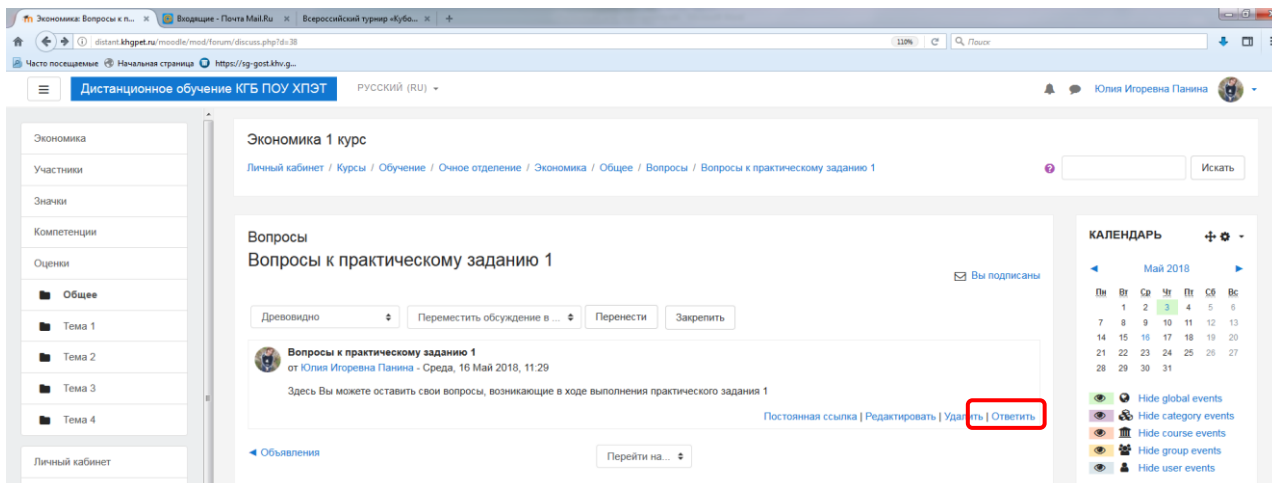 Экономика: Вопросы к п...
Входящие - Почта Mail.Ru
Всероссийский турнир «Кубо...
distant.khgpet.ru/moodle/mod/forum/discuss.php?d=38
110%
Поиск
Часто посещаемые
Начальная страница
https://sg-gost.khv.g...
Дистанционное обучение КГБ ПОУ ХПЭТ
РУССКИЙ (RU)
Юлия Игоревна Панина
Экономика
Участники
Значки
Компетенции
Оценки
Общее
Тема 1
Тема 2
Тема 3
Тема 4
Личный кабинет
Экономика 1 курс
Личный кабинет / Курсы / Обучение / Очное отделение / Экономика / Общее / Вопросы / Вопросы к практическому заданию 1
Искать
Вопросы
Вопросы к практическому заданию 1
Вы подписаны
Древовидно
Переместить обсуждение в ...
Перенести
Закрепить
Вопросы к практическому заданию 1
от Юлия Игоревна Панина - Среда, 16 Май 2018, 11:29
Здесь Вы можете оставить свои вопросы, возникающие в ходе выполнения практического задания 1
Постоянная ссылка | Редактировать | Удалить | Ответить
◄ Объявления
Перейти на...
КАЛЕНДАРЬ
◄ Май 2018 ►
Пн Вт Ср Чт Пт Сб Вс
1 2 3 4 5 6
7 8 9 10 11 12 13
14 15 16 17 18 19 20
21 22 23 24 25 26 27
28 29 30 31
Hide global events
Hide category events
Hide course events
Hide group events
Hide user events